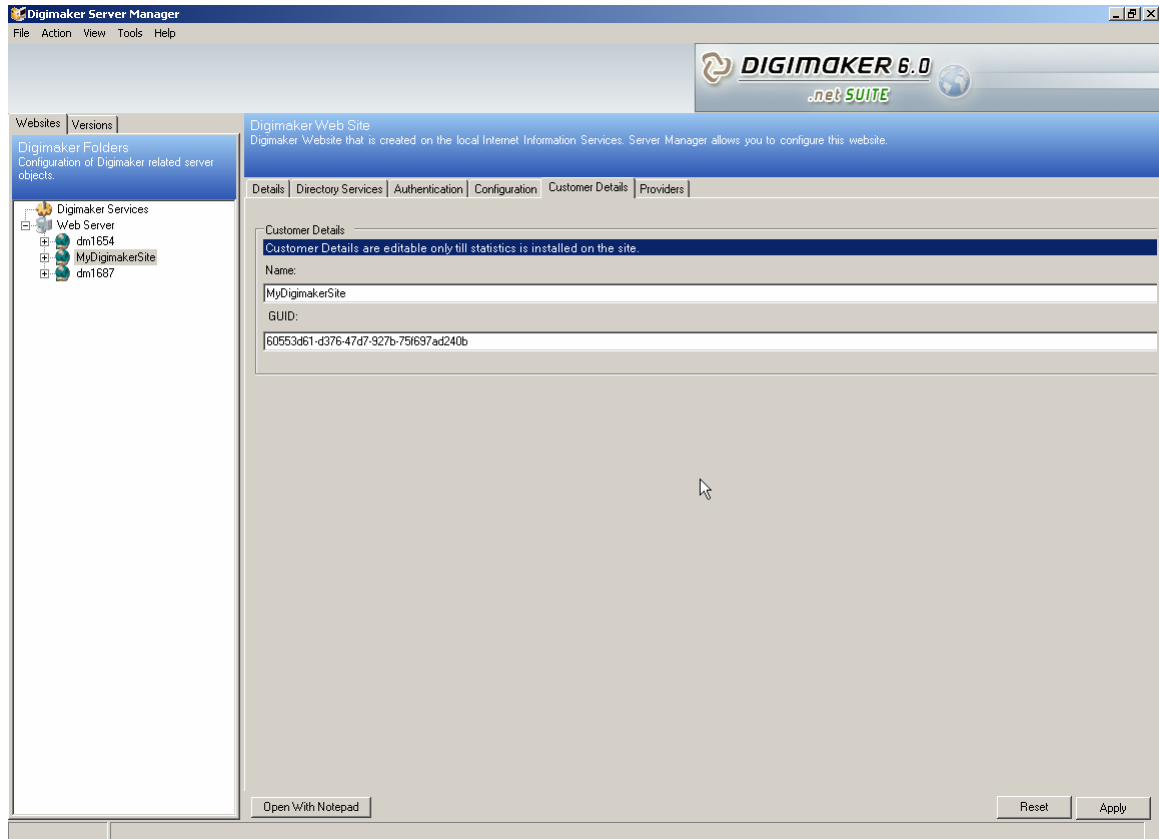 Digimaker Server Manager
File Action View Tools Help
DIGIMAKER 6.0
.net SUITE
Websites Versions
Digimaker Folders
Configuration of Digimaker related server
objects.
Digimaker Services
Web Server
dm1654
MyDigimakerSite
dm1687
Digimaker Web Site
Digimaker Website that is created on the local Internet Information Services. Server Manager allows you to configure this website.
Details Directory Services Authentication Configuration Customer Details Providers
Customer Details
Customer Details are editable only till statistics is installed on the site.
Name:
MyDigimakerSite
GUID:
60553d61-d376-47d7-927b-75f697ad240b
Open With Notepad Reset Apply